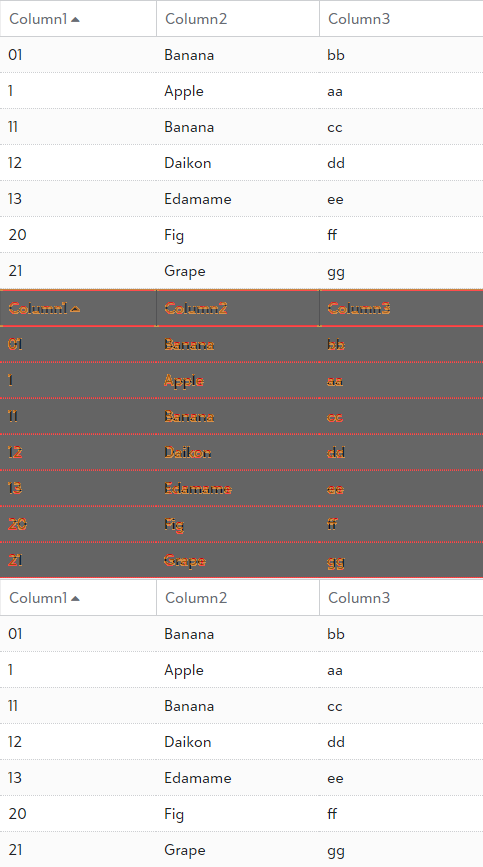 Column1 Column2 Column3
01 Banana bb
1 Apple aa
11 Banana cc
12 Daikon dd
13 Edamame ee
20 Fig ff
21 Grape gg
Column1 Column2 Column3
01 Banana bb
1 Apple aa
11 Banana cc
12 Daikon dd
13 Edamame ee
20 Fig ff
21 Grape gg
Column1 Column2 Column3
01 Banana bb
1 Apple aa
11 Banana cc
12 Daikon dd
13 Edamame ee
20 Fig ff
21 Grape gg